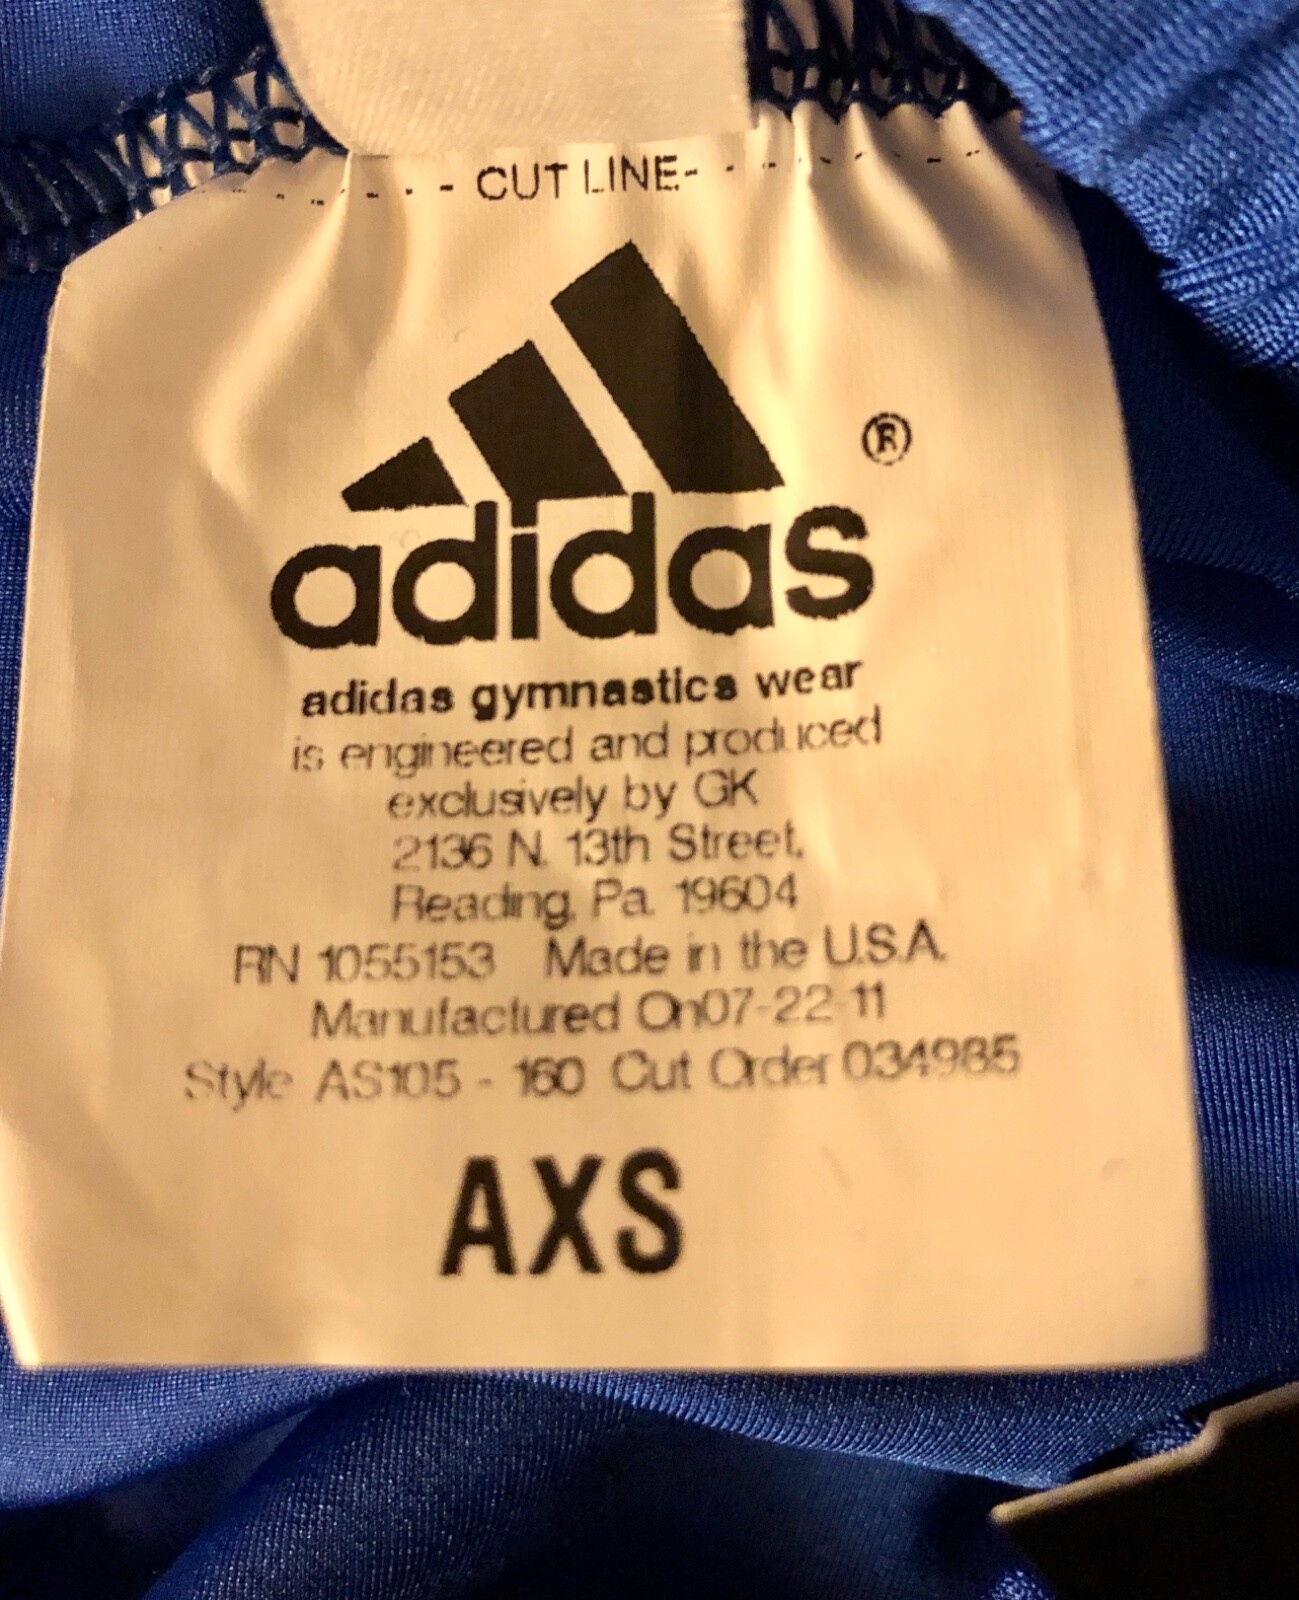 - CUT LINE -
adidas ®
adidas gymnastics wear
is engineered and produced
exclusively by GK
2136 N. 13th Street,
Reading, Pa. 19604
RN 1055153 Made in the U.S.A.
Manufactured On07-22-11
Style AS105 - 160 Cut Order 034985
AXS